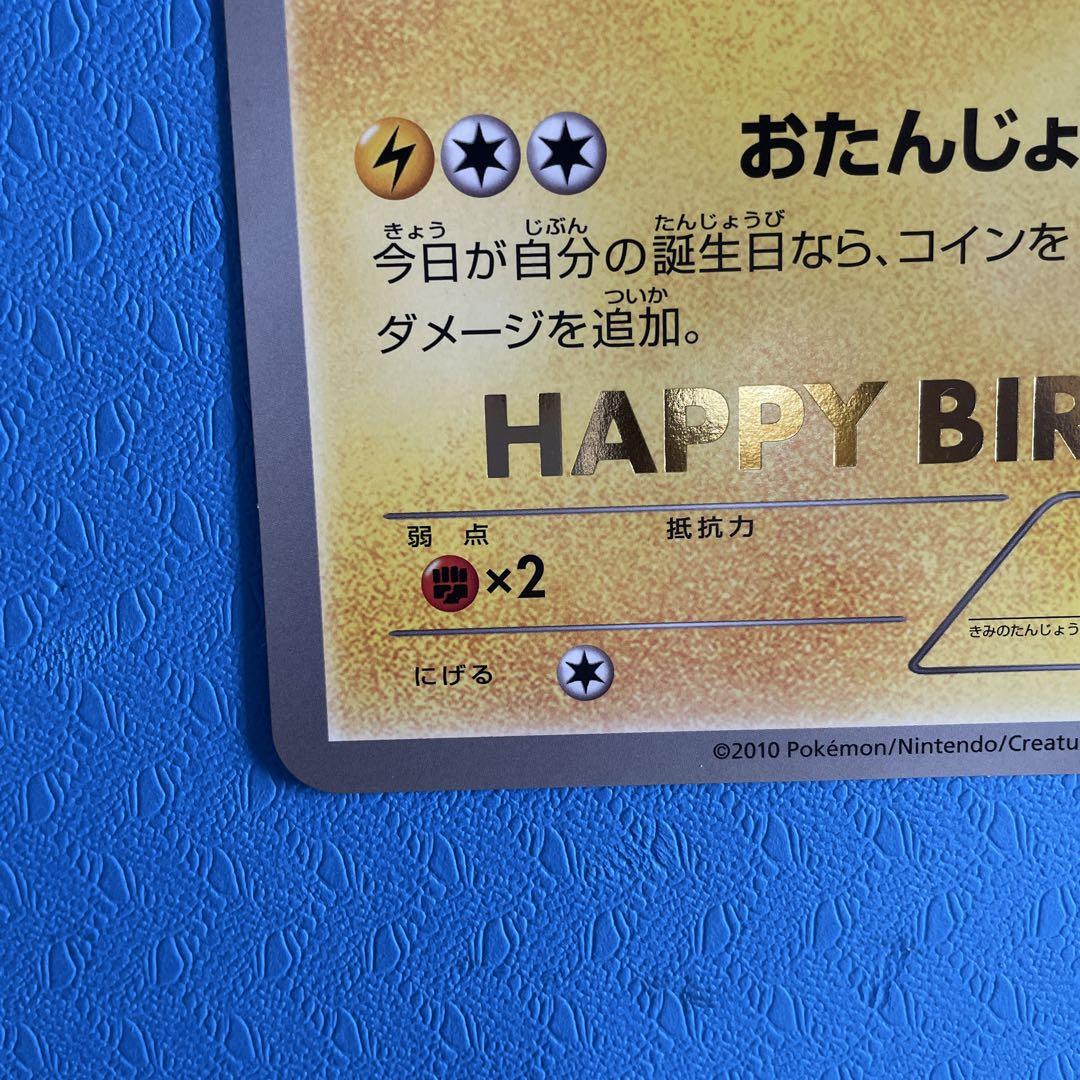 おたんじょ
きょう じぶん たんじょうび
今日が自分の誕生日なら、コインを
ついか
ダメージを追加。
HAPPY BIR
弱点 抵抗力
×2
きみのたんじょう
にげる
©2010 Pokémon/Nintendo/Creatu